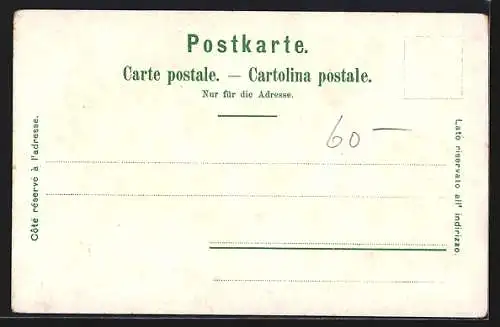 Postkarte.
Carte postale. — Cartolina postale.
Nur für die Adresse.
60 —
Côté réservé à l'adresse.
Lato riservato all' indirizzo.